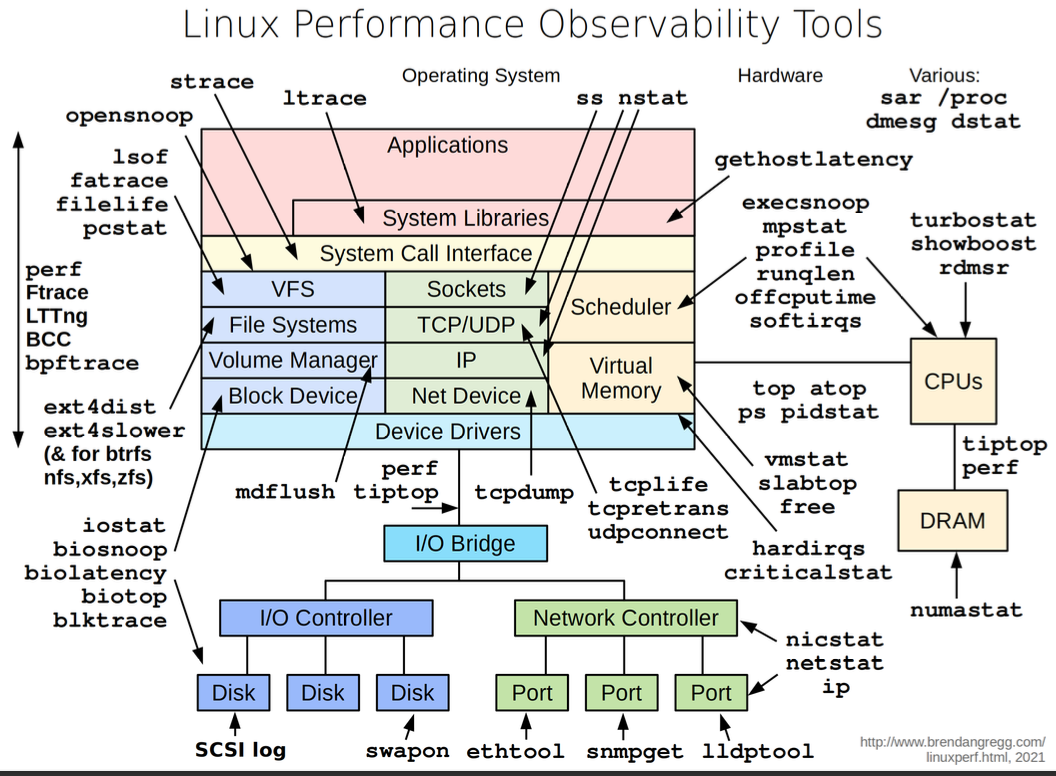 Linux Performance Observability Tools
Operating System
Hardware
Various:
sar /proc
dmesg dstat
strace
ltrace
ss nstat
opensnoop
lsof
fatrace
filelife
pcstat
gethostlatency
execsnoop
mpstat
profile
runqlen
offcputime
softirqs
turbostat
showboost
rdmsr
perf
Ftrace
LTTng
BCC
bpftrace
Applications
System Libraries
System Call Interface
VFS
Sockets
Scheduler
File Systems
TCP/UDP
Volume Manager
IP
Virtual
Memory
Block Device
Net Device
Device Drivers
CPUs
top atop
ps pidstat
tiptop
perf
DRAM
numastat
ext4dist
ext4slower
(& for btrfs
nfs,xfs,zfs)
mdflush
perf
tiptop
tcpdump
tcplife
tcpretrans
udpconnect
vmstat
slabtop
free
hardirqs
criticalstat
iostat
biosnoop
biolatency
biotop
blktrace
I/O Bridge
I/O Controller
Network Controller
nicstat
netstat
ip
Disk
Disk
Disk
Port
Port
Port
SCSI log
swapon
ethtool
snmpget
lldptool
http://www.brendangregg.com/
linuxperf.html, 2021